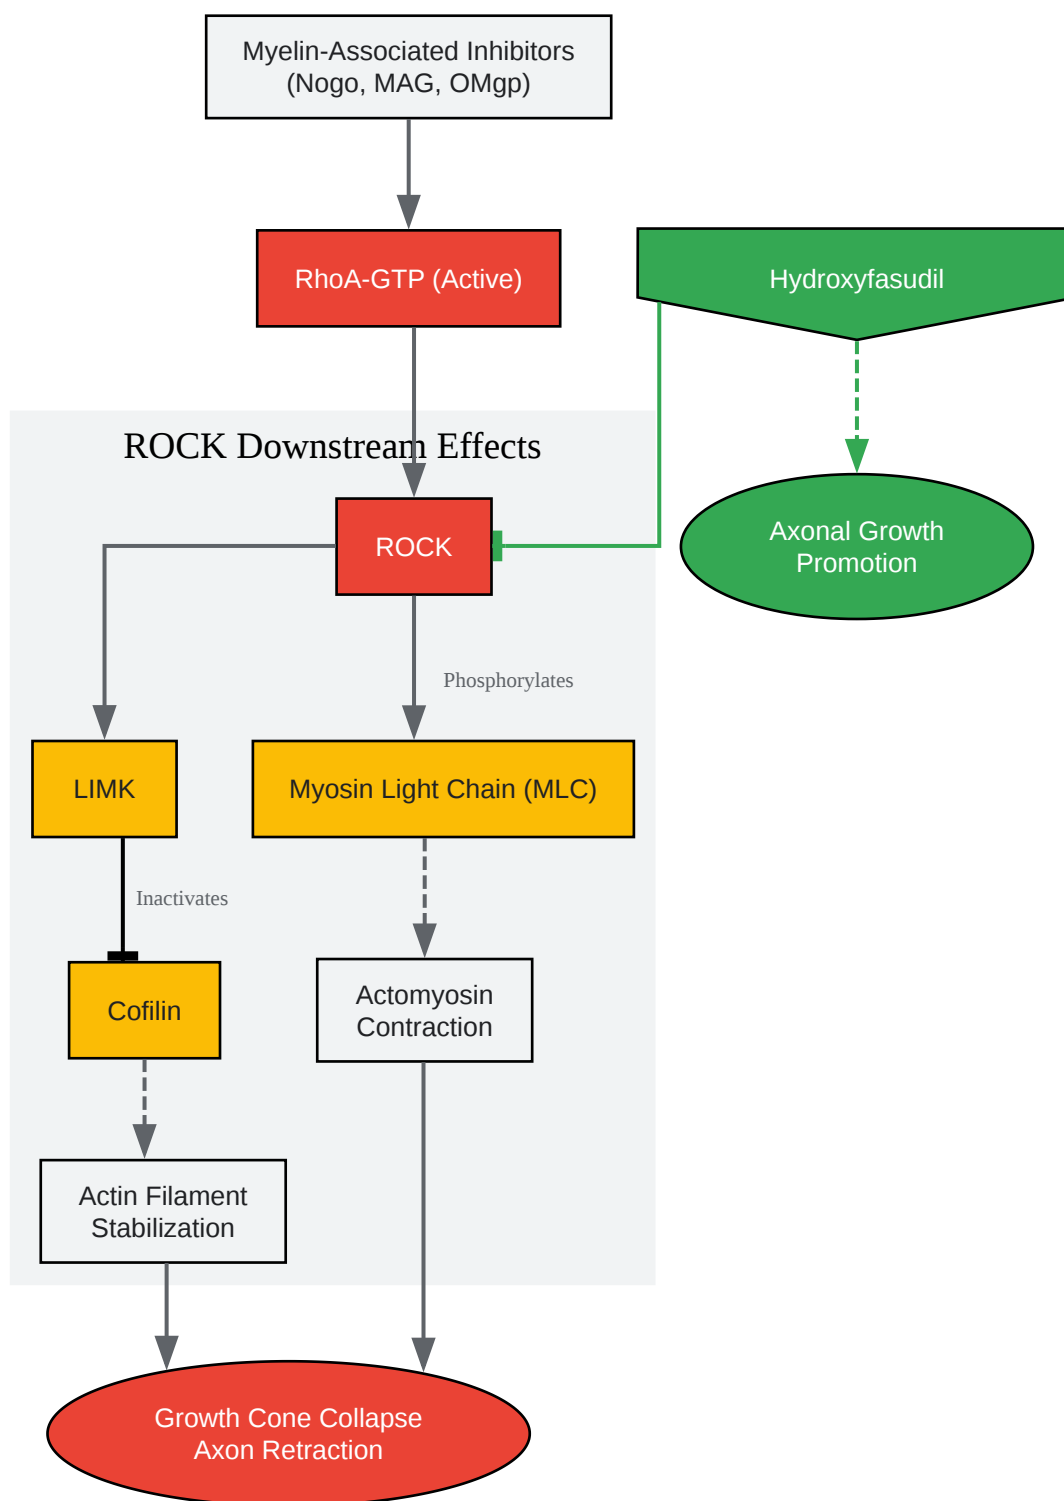 Myelin-Associated Inhibitors
(Nogo, MAG, OMgp)
RhoA-GTP (Active)
Hydroxyfasudil
ROCK Downstream Effects
ROCK
Axonal Growth
Promotion
Phosphorylates
LIMK
Myosin Light Chain (MLC)
Inactivates
Cofilin
Actomyosin
Contraction
Actin Filament
Stabilization
Growth Cone Collapse
Axon Retraction